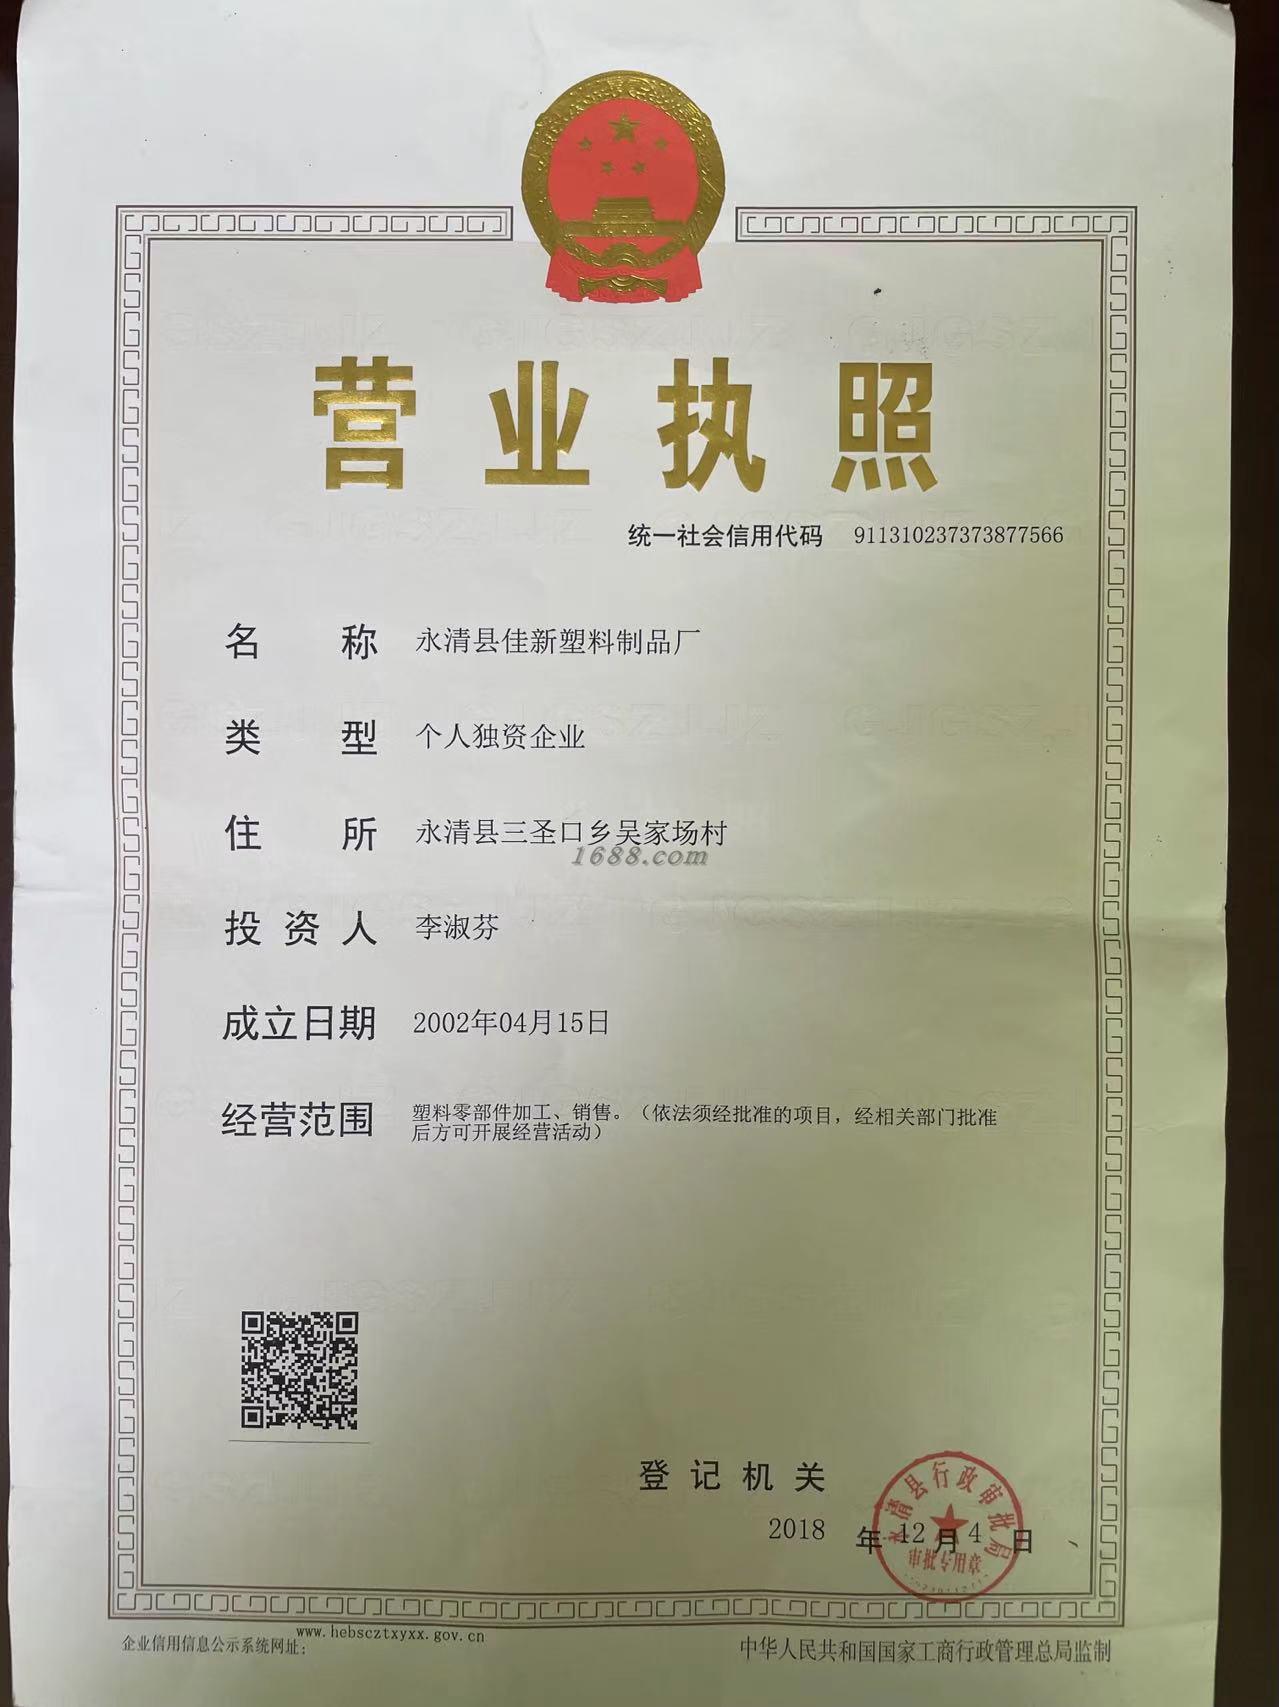 营业执照
统一社会信用代码 911310237373877566
名称 永清县佳新塑料制品厂
类型 个人独资企业
住所 永清县三圣口乡吴家场村
1688.com
投资人 李淑芬
成立日期 2002年04月15日
经营范围 塑料零部件加工、销售。（依法须经批准的项目，经相关部门批准
后方可开展经营活动）
登记机关
2018年12月4日
永清县行政审批局
审批专用章
企业信用信息公示系统网址：www.hebscztxyxx.gov.cn
中华人民共和国国家工商行政管理总局监制